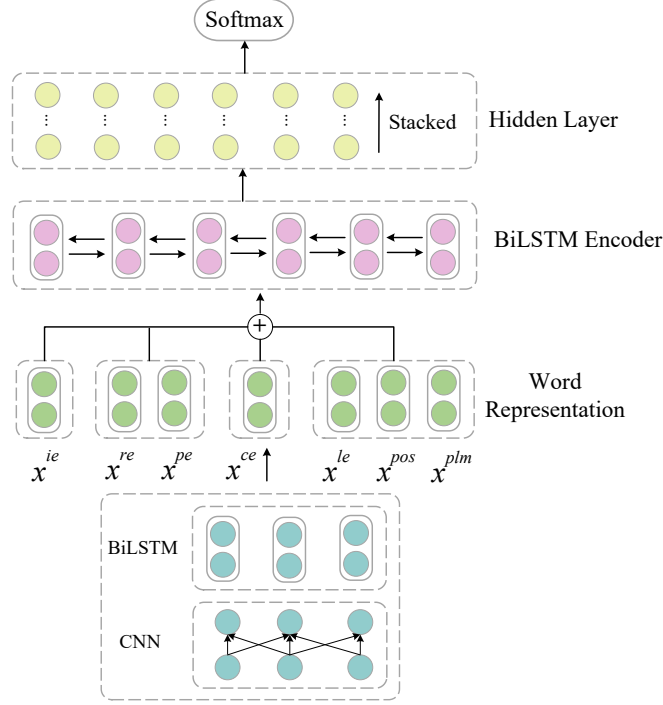 Softmax
Stacked
Hidden Layer
BiLSTM Encoder
+
Word
Representation
x^ie x^re x^pe x^ce x^le x^pos x^plm
BiLSTM
CNN